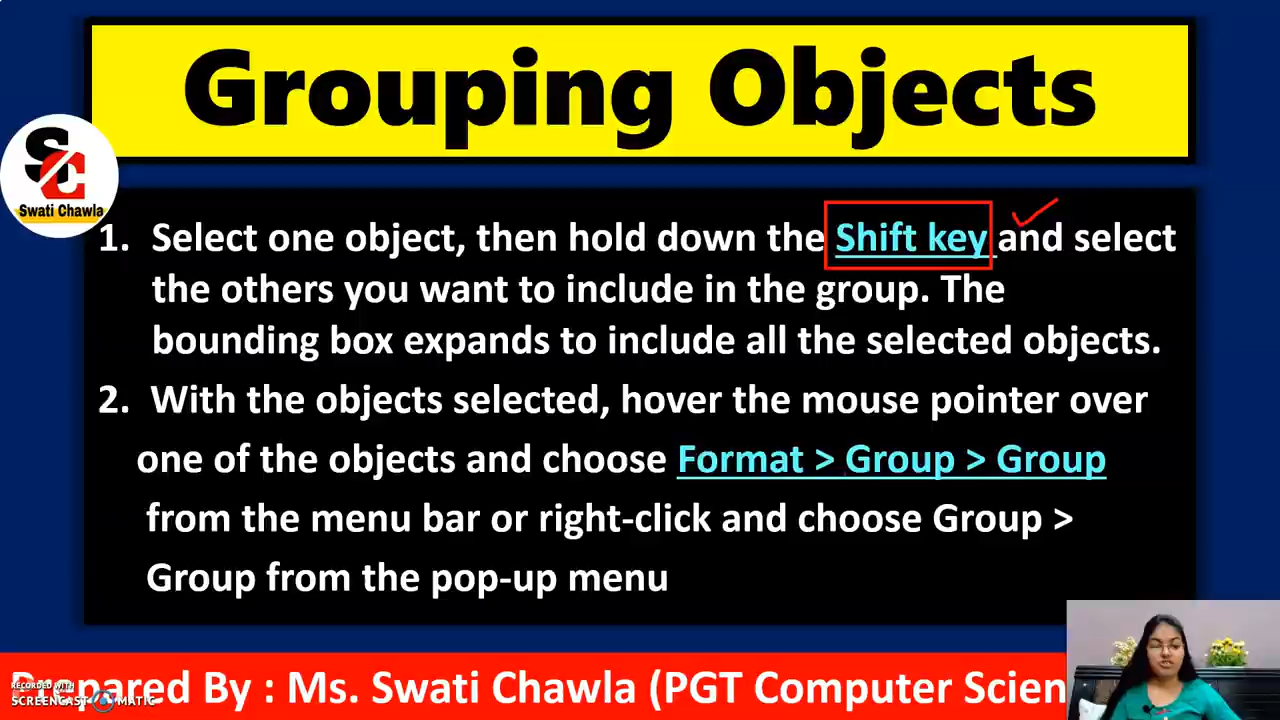 Grouping Objects
SC
Swati Chawla
1. Select one object, then hold down the Shift key and select
the others you want to include in the group. The
bounding box expands to include all the selected objects.
2. With the objects selected, hover the mouse pointer over
one of the objects and choose Format > Group > Group
from the menu bar or right-click and choose Group >
Group from the pop-up menu
Prepared By : Ms. Swati Chawla (PGT Computer Scien
RECORDED WITH
SCREENCAST MATIC